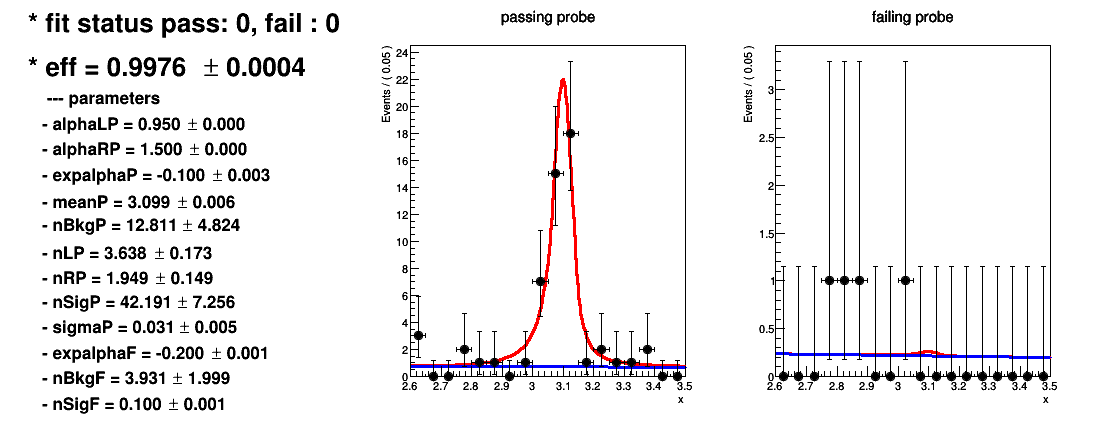 * fit status pass: 0, fail : 0
* eff = 0.9976 ± 0.0004
--- parameters
- alphaLP = 0.950 ± 0.000
- alphaRP = 1.500 ± 0.000
- expalphaP = -0.100 ± 0.003
- meanP = 3.099 ± 0.006
- nBkgP = 12.811 ± 4.824
- nLP = 3.638 ± 0.173
- nRP = 1.949 ± 0.149
- nSigP = 42.191 ± 7.256
- sigmaP = 0.031 ± 0.005
- expalphaF = -0.200 ± 0.001
- nBkgF = 3.931 ± 1.999
- nSigF = 0.100 ± 0.001
passing probe
Events / ( 0.05 )
24
22
20
18
16
14
12
10
8
6
4
2
0
2.6 2.7 2.8 2.9 3 3.1 3.2 3.3 3.4 3.5
x
failing probe
Events / ( 0.05 )
3
2.5
2
1.5
1
0.5
0
2.6 2.7 2.8 2.9 3 3.1 3.2 3.3 3.4 3.5
x